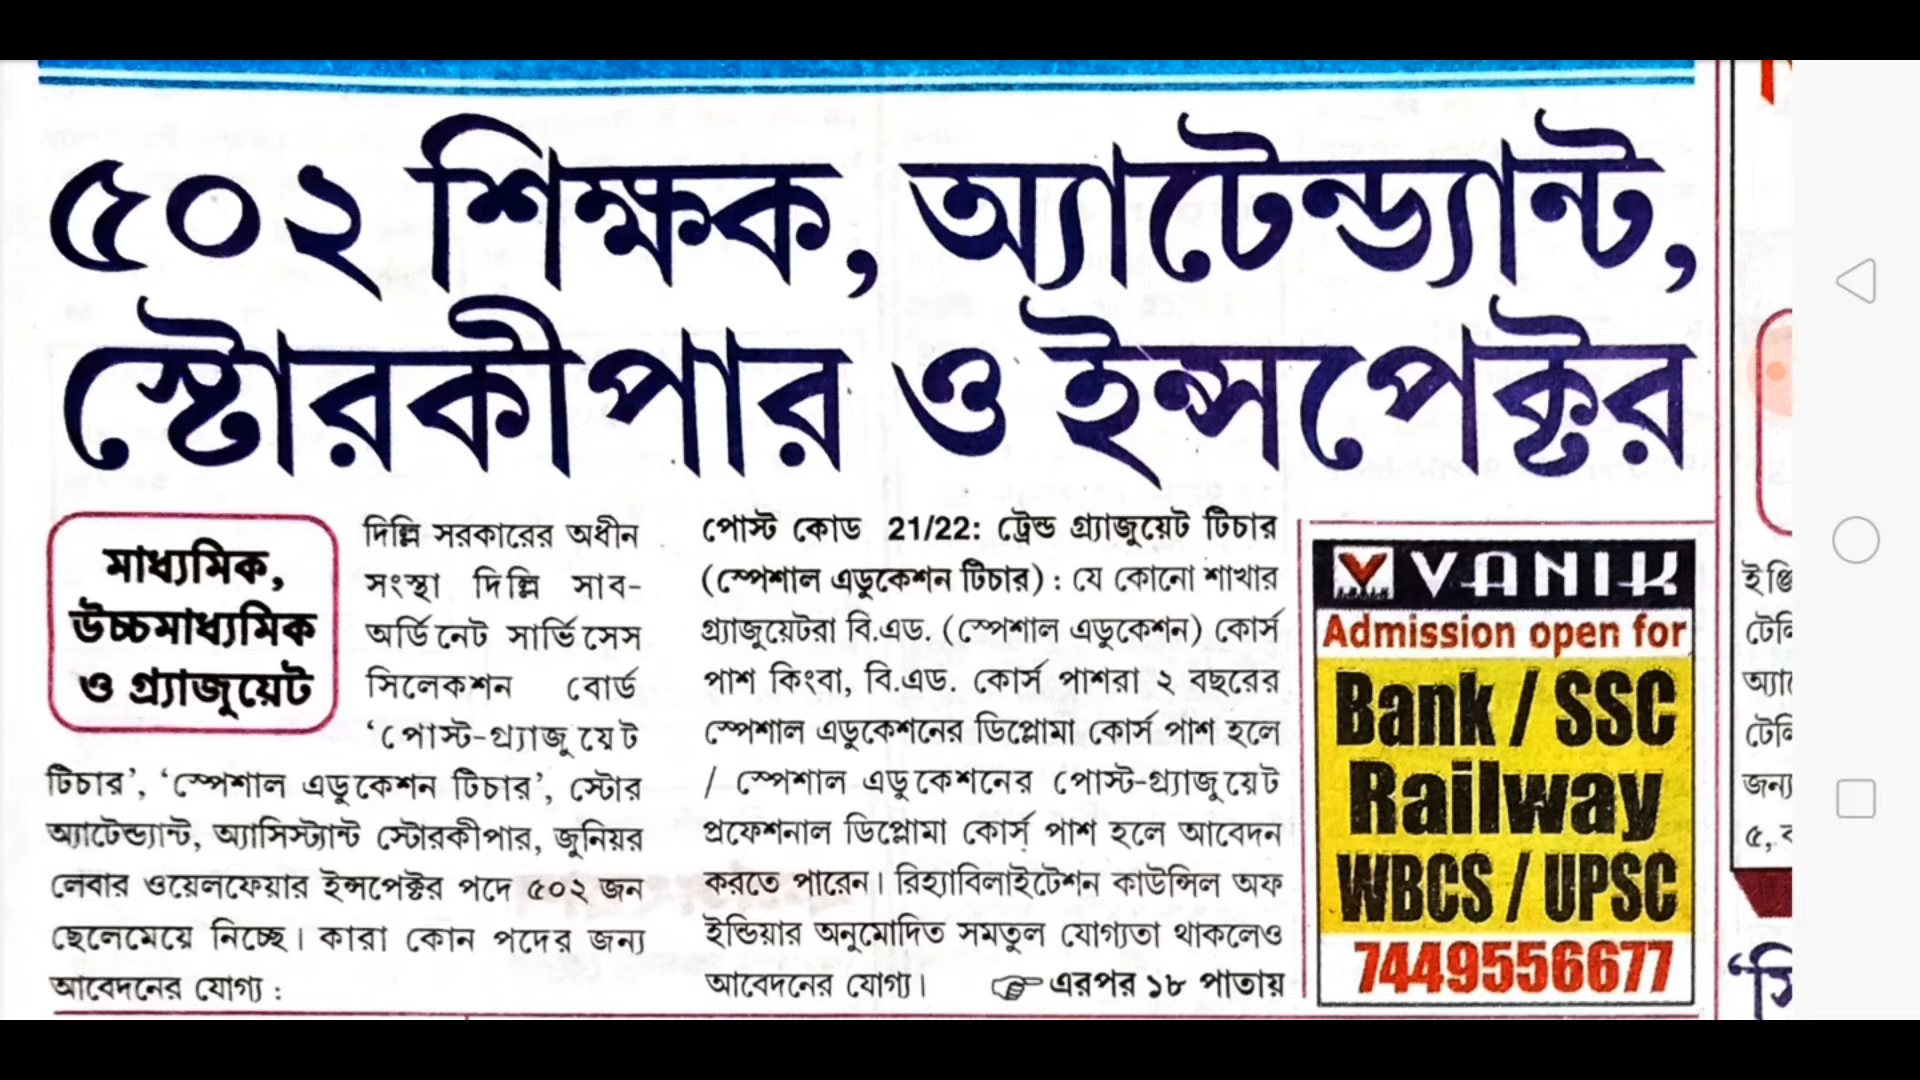 ৫০২ শিক্ষক, অ্যাটেন্ড্যান্ট,
স্টোরকীপার ও ইন্সপেক্টর
মাধ্যমিক,
উচ্চমাধ্যমিক
ও গ্র্যাজুয়েট
দিল্লি সরকারের অধীন
সংস্থা দিল্লি সাব-
অর্ডিনেট সার্ভিসেস
সিলেকশন বোর্ড
‘পোস্ট-গ্র্যাজুয়েট
টিচার’, ‘স্পেশাল এডুকেশন টিচার’, স্টোর
অ্যাটেন্ড্যান্ট, অ্যাসিস্ট্যান্ট স্টোরকীপার, জুনিয়র
লেবার ওয়েলফেয়ার ইন্সপেক্টর পদে ৫০২ জন
ছেলেমেয়ে নিচ্ছে। কারা কোন পদের জন্য
আবেদনের যোগ্য :
পোস্ট কোড 21/22: ট্রেন্ড গ্র্যাজুয়েট টিচার
(স্পেশাল এডুকেশন টিচার) : যে কোনো শাখার
গ্র্যাজুয়েটরা বি.এড. (স্পেশাল এডুকেশন) কোর্স
পাশ কিংবা, বি.এড. কোর্স পাশরা ২ বছরের
স্পেশাল এডুকেশনের ডিপ্লোমা কোর্স পাশ হলে
/ স্পেশাল এডুকেশনের পোস্ট-গ্র্যাজুয়েট
প্রফেশনাল ডিপ্লোমা কোর্স পাশ হলে আবেদন
করতে পারেন। রিহ্যাবিলাইটেশন কাউন্সিল অফ
ইন্ডিয়ার অনুমোদিত সমতুল যোগ্যতা থাকলেও
আবেদনের যোগ্য। ☞ এরপর ১৮ পাতায়
VANIK
Admission open for
Bank / SSC
Railway
WBCS / UPSC
7449556677
জন্য